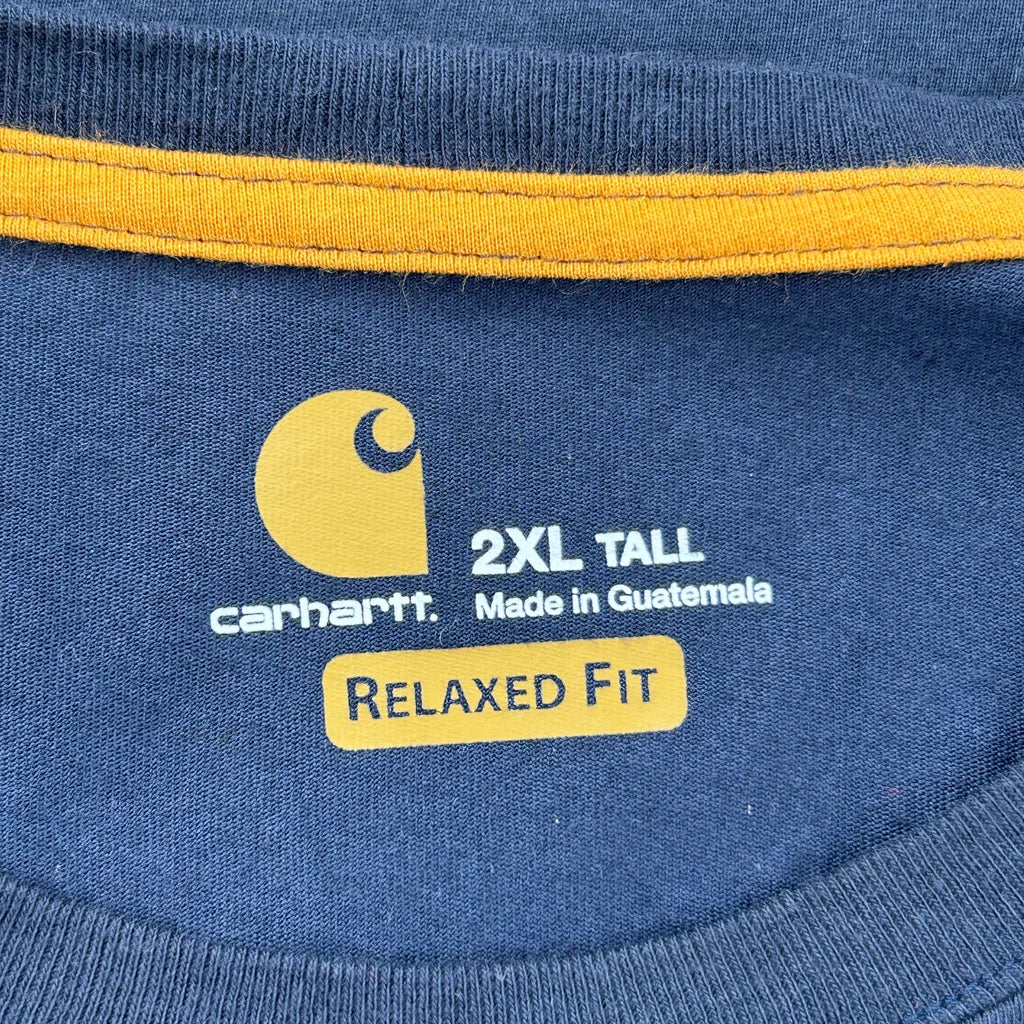 2XL TALL
carhartt.
Made in Guatemala
RELAXED FIT